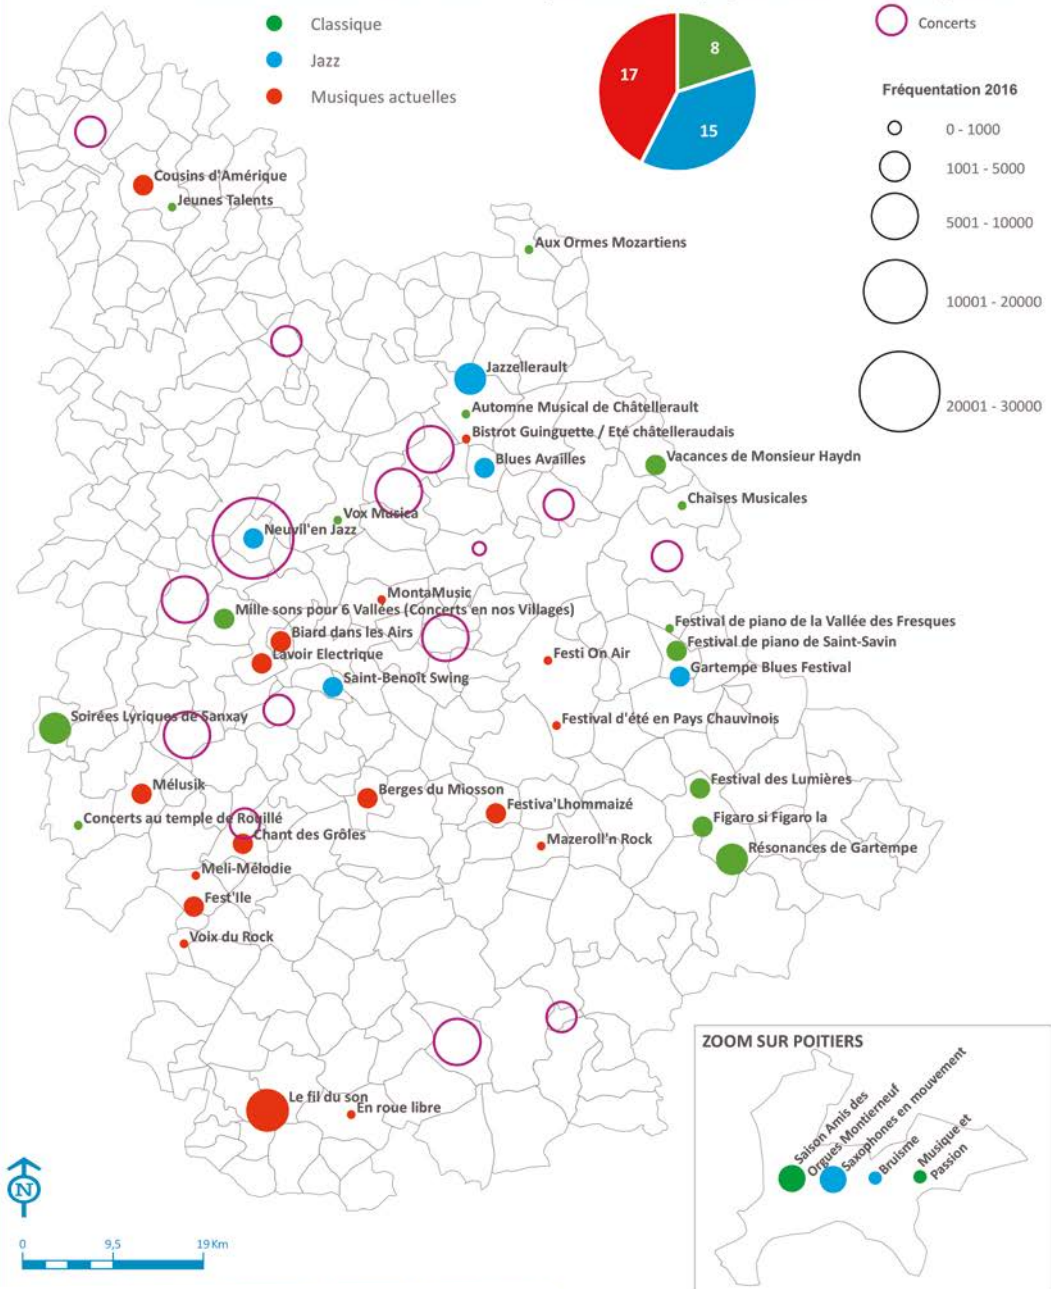 Classique
Jazz
Musiques actuelles
8
17
15
Concerts
Fréquentation 2016
0 - 1000
1001 - 5000
5001 - 10000
10001 - 20000
20001 - 30000
Cousins d'Amérique
Jeunes Talents
Aux Ormes Mozartiens
Jazzellerault
Automne Musical de Châtellerault
Bistrot Guinguette / Eté châtelleraudais
Blues Availles
Vacances de Monsieur Haydn
Chaises Musicales
Vox Musica
Neuvil'en Jazz
MontaMusic
Mille sons pour 6 Vallées (Concerts en nos Villages)
Biard dans les Airs
Lavoir Electrique
Saint-Benoît Swing
Festi On Air
Festival de piano de la Vallée des Fresques
Festival de piano de Saint-Savin
Gartempe Blues Festival
Soirées Lyriques de Sanxay
Festival d'été en Pays Chauvinois
Mélusik
Berges du Miosson
Festiva'Lhommaizé
Festival des Lumières
Concerts au temple de Rouillé
Chant des Grôles
Figaro si Figaro la
Mazeroll'n Rock
Résonances de Gartempe
Meli-Mélodie
Fest'Ile
Voix du Rock
Le fil du son
En roue libre
ZOOM SUR POITIERS
Saison Amis des
Orgues Montierneuf
Saxophones en mouvement
Bruisme
Musique et
Passion
N
0
9,5
19 Km